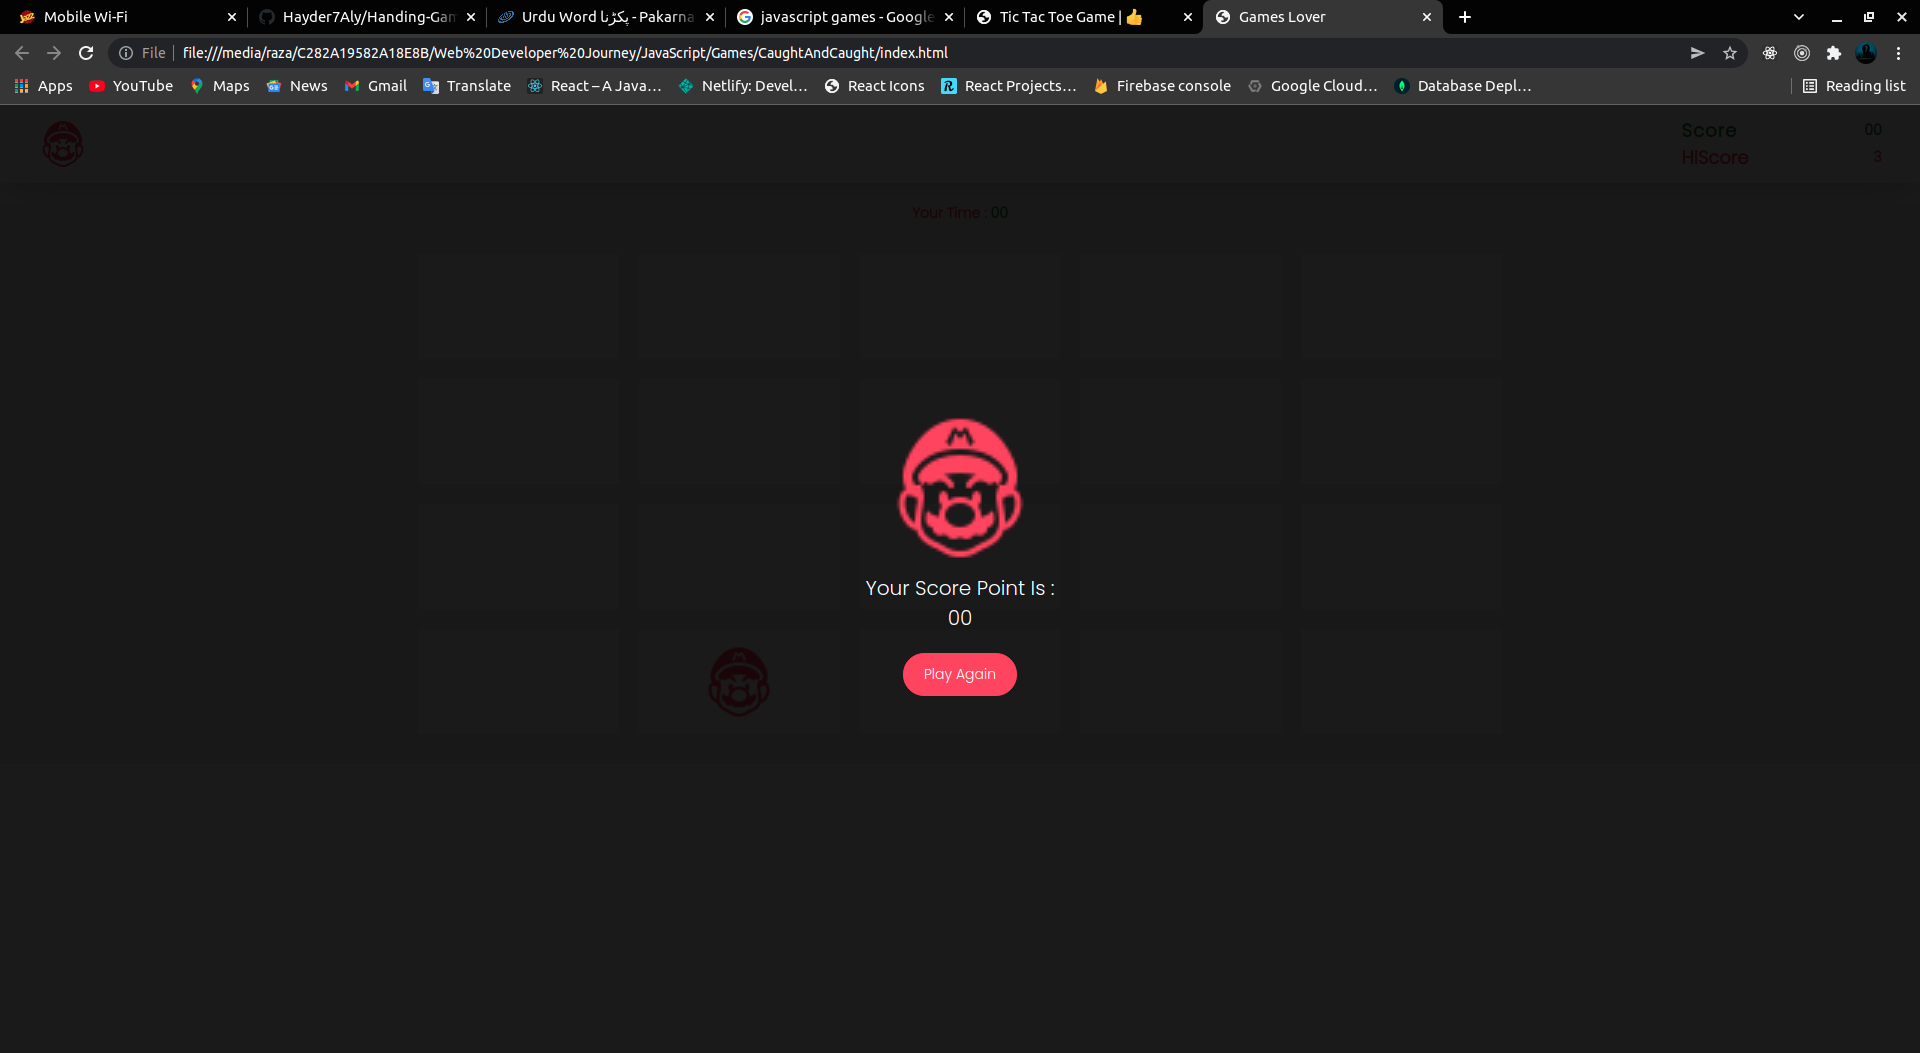 Mobile Wi-Fi
Hayder7Aly/Handing-Gam
Urdu Word پکڑنا - Pakarna
javascript games - Google
Tic Tac Toe Game | 👍
Games Lover
File
file:///media/raza/C282A19582A18E8B/Web%20Developer%20Journey/JavaScript/Games/CaughtAndCaught/index.html
Apps
YouTube
Maps
News
Gmail
Translate
React – A Java…
Netlify: Devel…
React Icons
React Projects…
Firebase console
Google Cloud…
Database Depl…
Reading list
Score 00
HiScore 3
Your Time : 00
M
Your Score Point Is :
00
Play Again